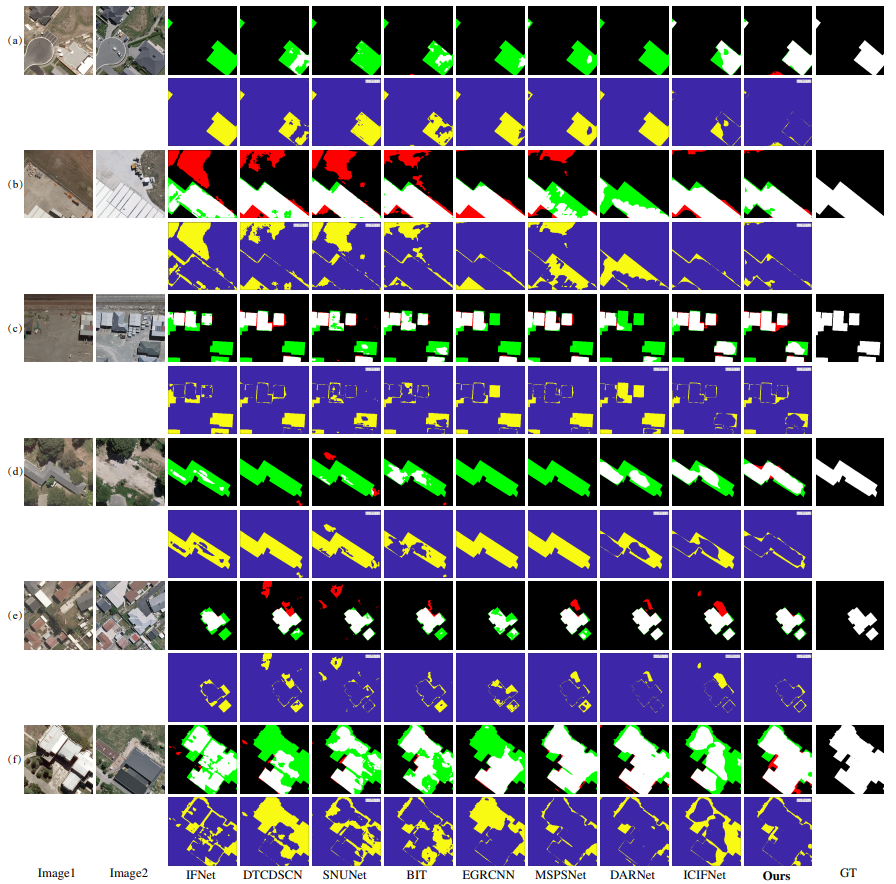 (a)
(b)
(c)
(d)
(e)
(f)
Image1 Image2 IFNet DTCDSCN SNUNet BIT EGRCNN MSPSNet DARNet ICIFNet Ours GT